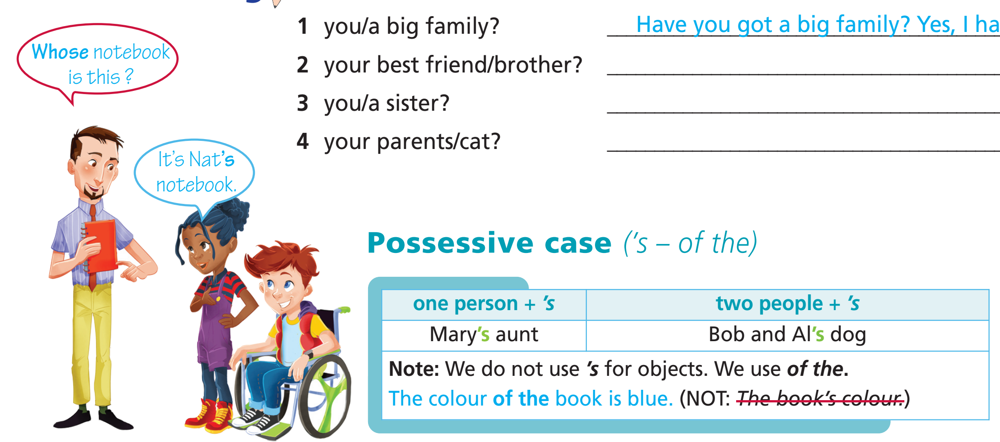 1 you/a big family? Have you got a big family? Yes, I ha
2 your best friend/brother?
3 you/a sister?
4 your parents/cat?
Whose notebook
is this ?
It's Nat's
notebook.
Possessive case ('s – of the)
one person + 's two people + 's
Mary's aunt Bob and Al's dog
Note: We do not use 's for objects. We use of the.
The colour of the book is blue. (NOT: The book's colour.)